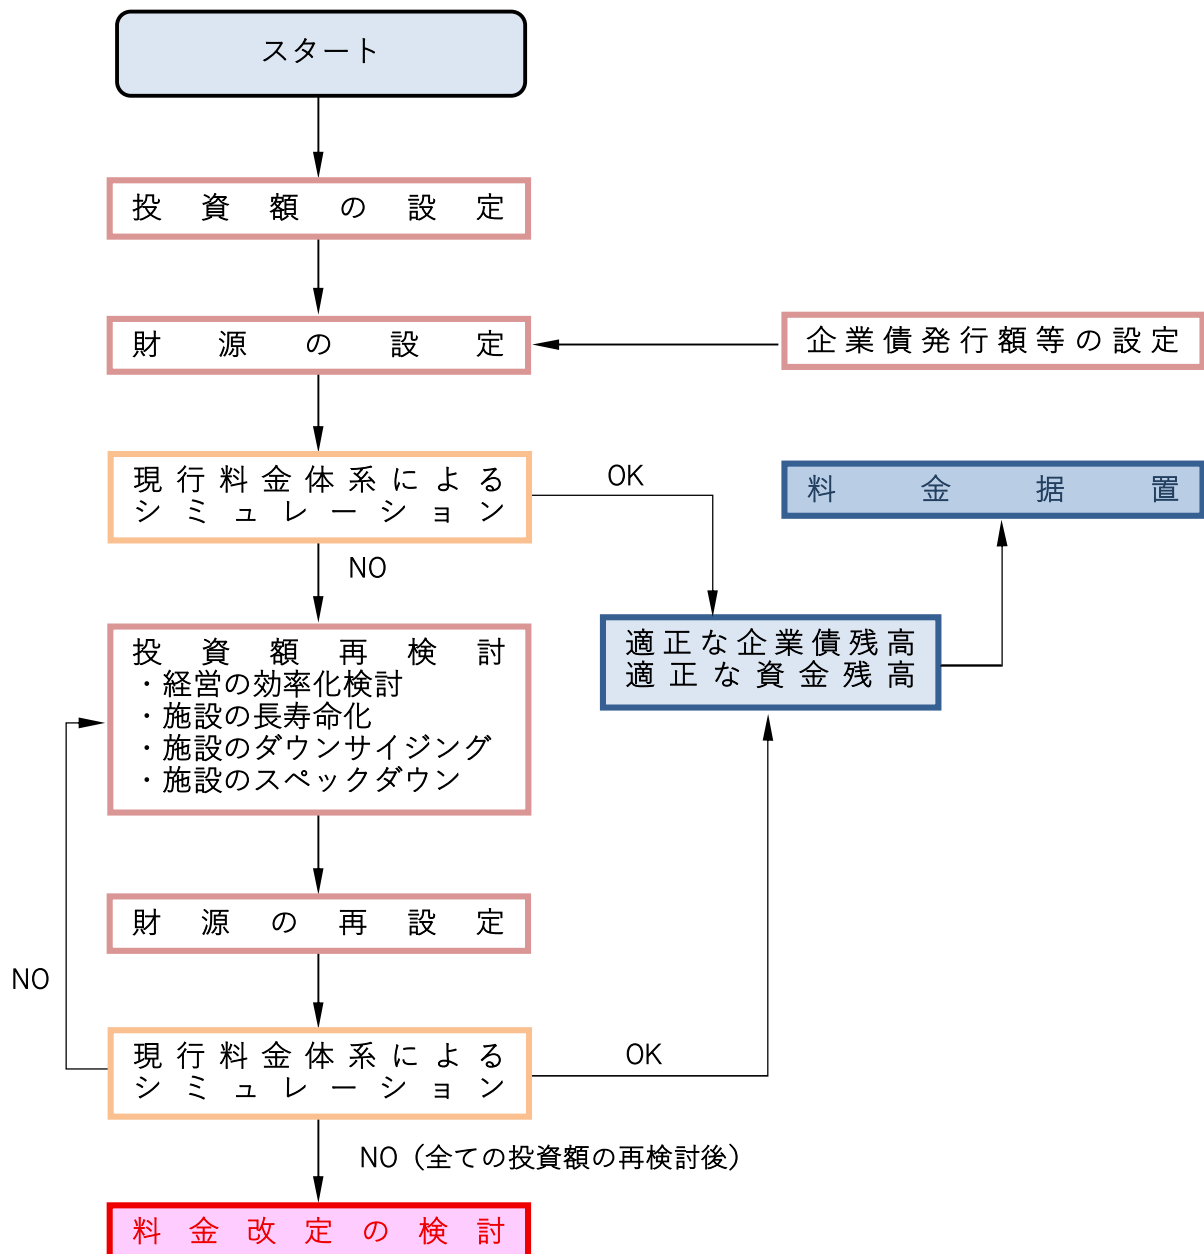 スタート
投資額の設定
財源の設定
企業債発行額等の設定
現行料金体系による
シミュレーション
OK
料金据置
NO
適正な企業債残高
適正な資金残高
投資額再検討
・経営の効率化検討
・施設の長寿命化
・施設のダウンサイジング
・施設のスペックダウン
財源の再設定
NO
現行料金体系による
シミュレーション
OK
NO（全ての投資額の再検討後）
料金改定の検討